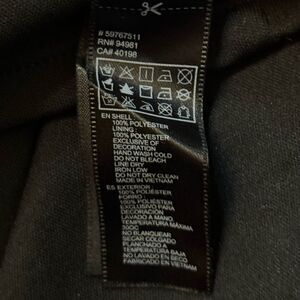 # 59767511
RN# 94981
CA# 40198
EN SHELL:
100% POLYESTER
LINING:
100% POLYESTER
EXCLUSIVE OF
DECORATION
HAND WASH COLD
DO NOT BLEACH
LINE DRY
IRON LOW
DO NOT DRY CLEAN
MADE IN VIETNAM
ES EXTERIOR:
100% POLIÉSTER
FORRO:
100% POLIÉSTER
EXCLUSIVO PARA
DECORACION
LAVADO A MANO,
TEMPERATURA MÁXIMA
30OC
NO BLANQUEAR
SECAR COLGADO
PLANCHADO A
TEMPERATURA BAJA
NO LAVADO EN SECO
FABRICADO EN VIETNAM